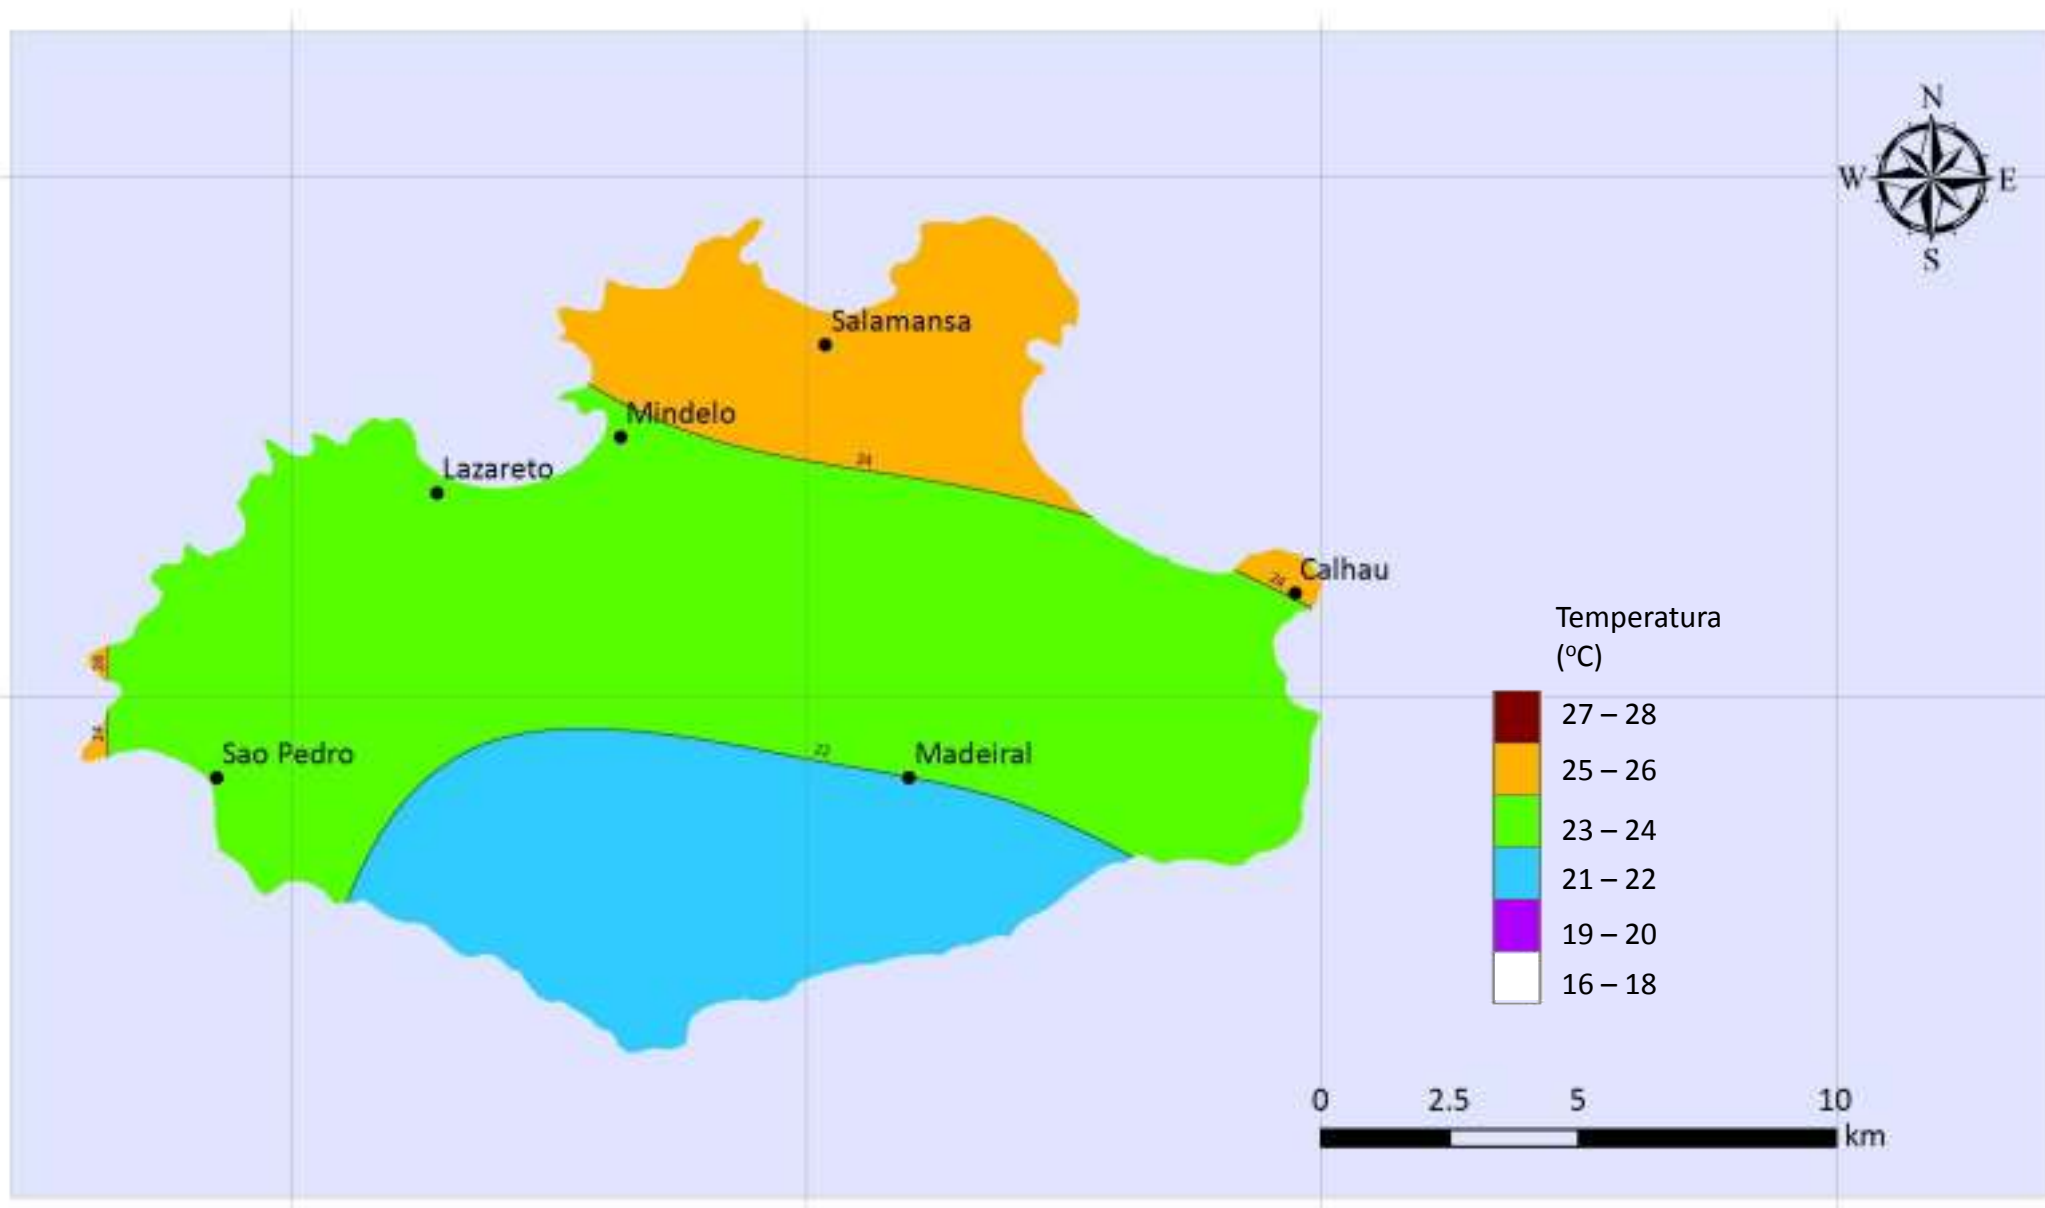 N
W E
S
Salamansa
Mindelo
24
Lazareto
Calhau
24
Temperatura
(ºC)
24
Sao Pedro
22
Madeiral
27 – 28
25 – 26
23 – 24
21 – 22
19 – 20
16 – 18
0 2.5 5 10
km